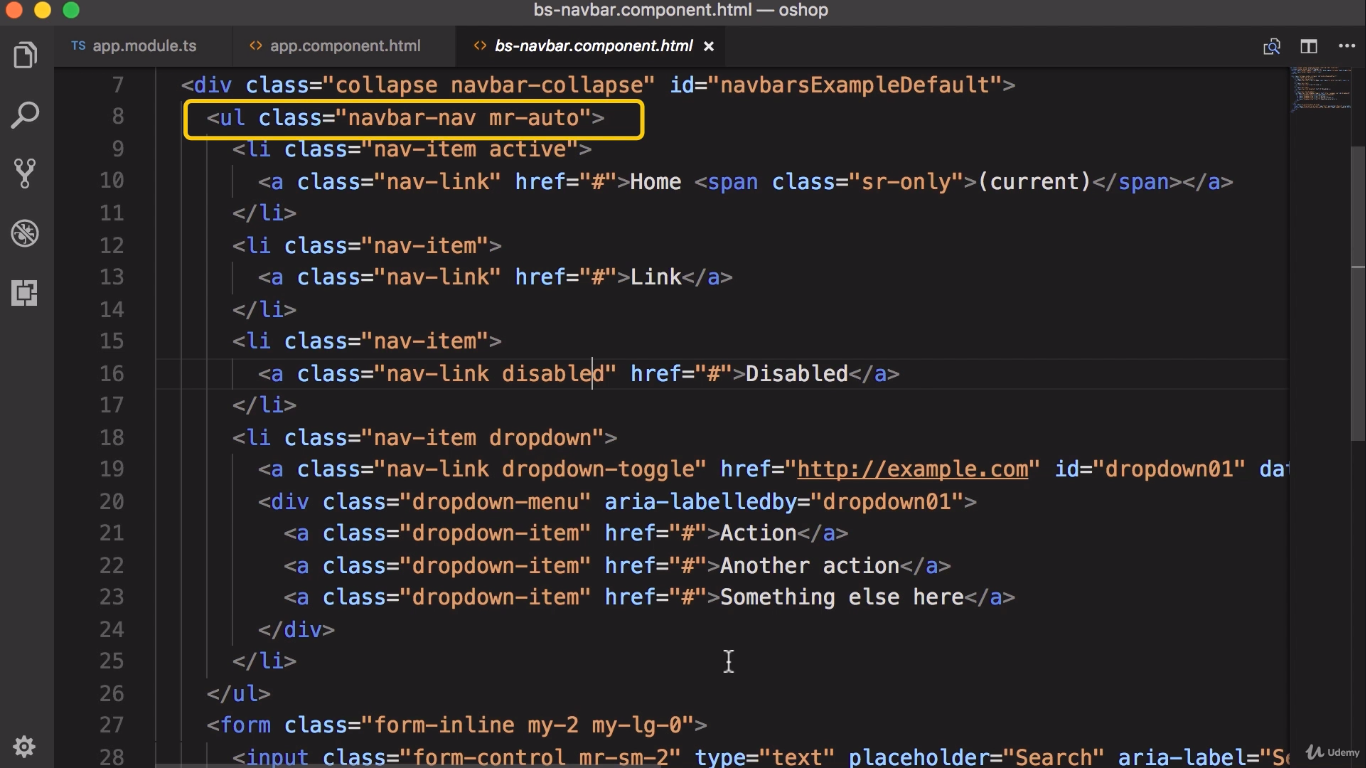 bs-navbar.component.html — oshop
TS app.module.ts <> app.component.html <> bs-navbar.component.html ×
7 <div class="collapse navbar-collapse" id="navbarsExampleDefault">
8 <ul class="navbar-nav mr-auto">
9 <li class="nav-item active">
10 <a class="nav-link" href="#">Home <span class="sr-only">(current)</span></a>
11 </li>
12 <li class="nav-item">
13 <a class="nav-link" href="#">Link</a>
14 </li>
15 <li class="nav-item">
16 <a class="nav-link disabled" href="#">Disabled</a>
17 </li>
18 <li class="nav-item dropdown">
19 <a class="nav-link dropdown-toggle" href="http://example.com" id="dropdown01" dat
20 <div class="dropdown-menu" aria-labelledby="dropdown01">
21 <a class="dropdown-item" href="#">Action</a>
22 <a class="dropdown-item" href="#">Another action</a>
23 <a class="dropdown-item" href="#">Something else here</a>
24 </div>
25 </li>
26 </ul>
27 <form class="form-inline my-2 my-lg-0">
28 <input class="form-control mr-sm-2" type="text" placeholder="Search" aria-label="Se
Udemy